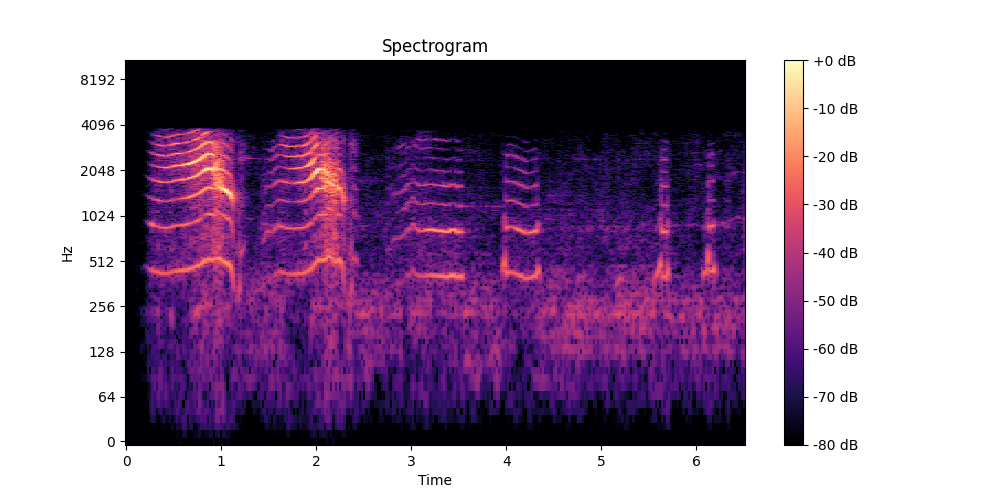 Spectrogram
8192
4096
2048
1024
512
256
128
64
0
Hz
0 1 2 3 4 5 6
Time
+0 dB
-10 dB
-20 dB
-30 dB
-40 dB
-50 dB
-60 dB
-70 dB
-80 dB